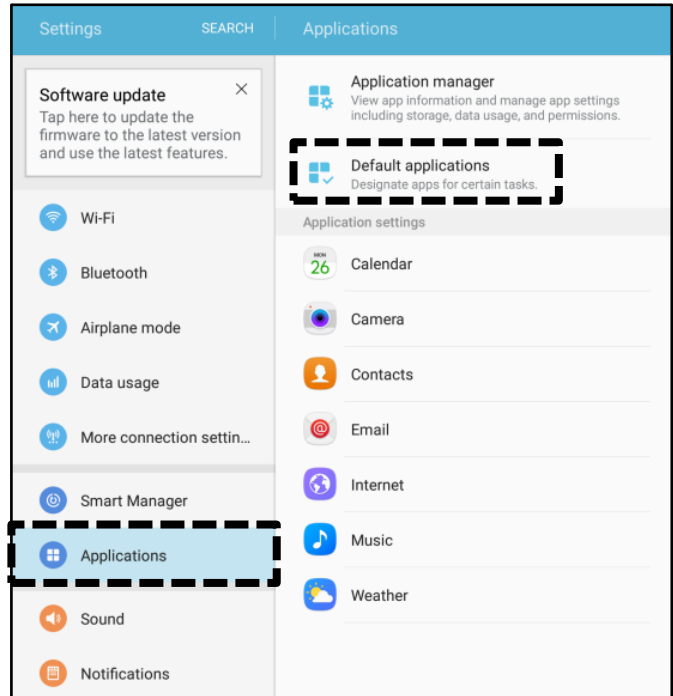 Settings
SEARCH
Software update
Tap here to update the
firmware to the latest version
and use the latest features.
Wi-Fi
Bluetooth
Airplane mode
Data usage
More connection settin...
Smart Manager
Applications
Sound
Notifications
Applications
Application manager
View app information and manage app settings
including storage, data usage, and permissions.
Default applications
Designate apps for certain tasks.
Application settings
MON
26
Calendar
Camera
Contacts
@
Email
Internet
Music
Weather